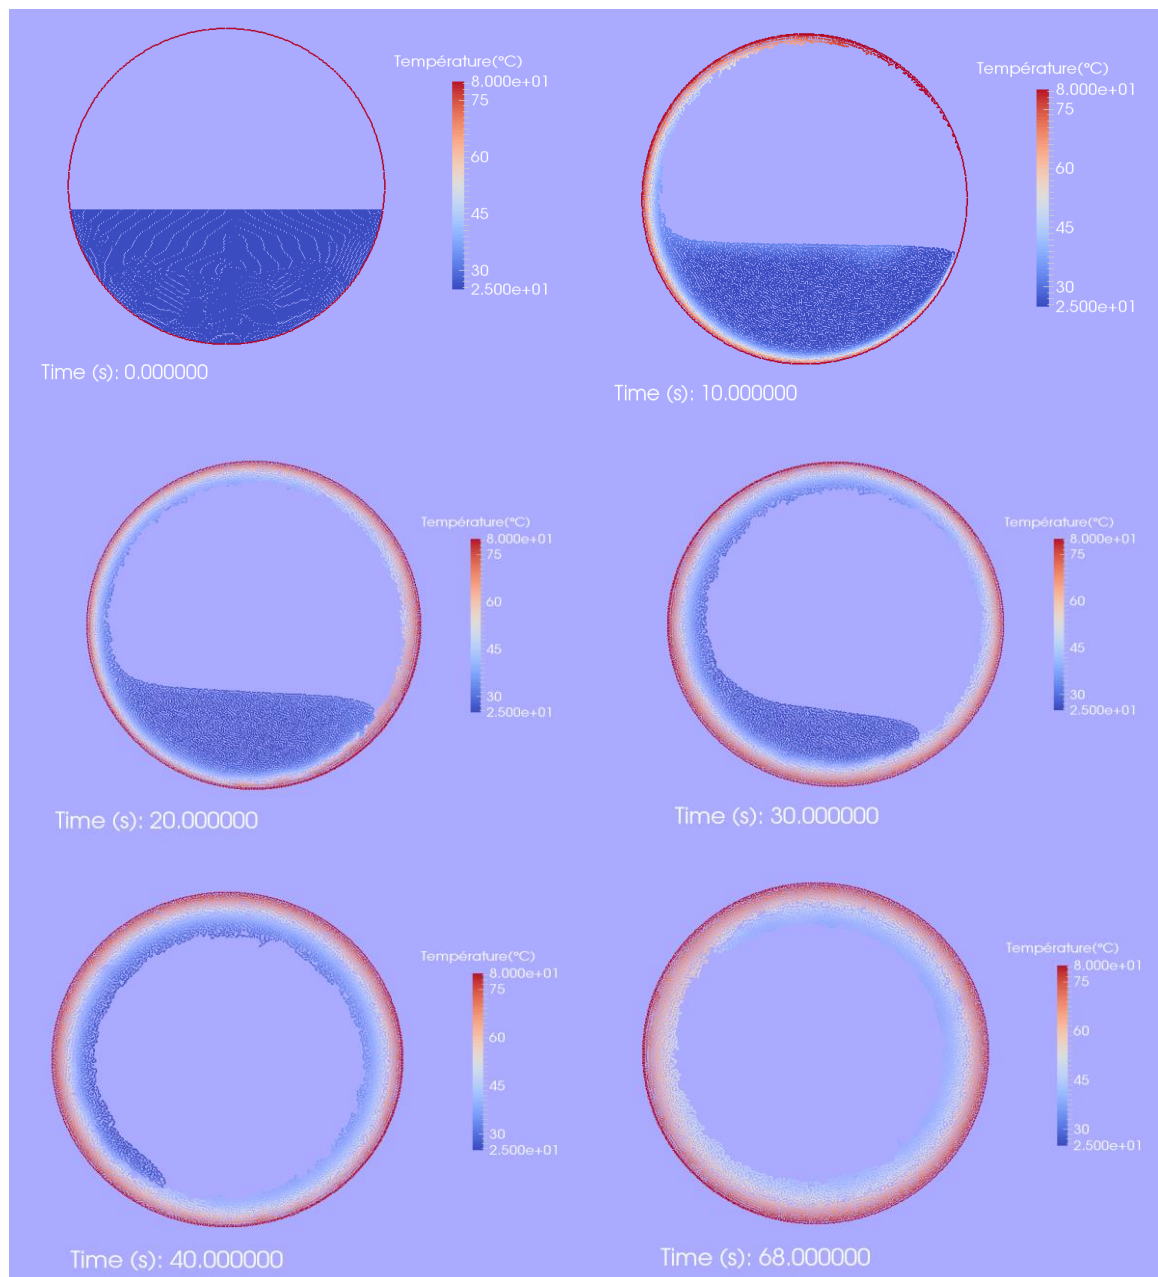 Température(°C)
8.000e+01
75
60
45
30
2.500e+01
Time (s): 0.000000
Température(°C)
8.000e+01
75
60
45
30
2.500e+01
Time (s): 10.000000
Température(°C)
8.000e+01
75
60
45
30
2.500e+01
Time (s): 20.000000
Température(°C)
8.000e+01
75
60
45
30
2.500e+01
Time (s): 30.000000
Température(°C)
8.000e+01
75
60
45
30
2.500e+01
Time (s): 40.000000
Température(°C)
8.000e+01
75
60
45
30
2.500e+01
Time (s): 68.000000